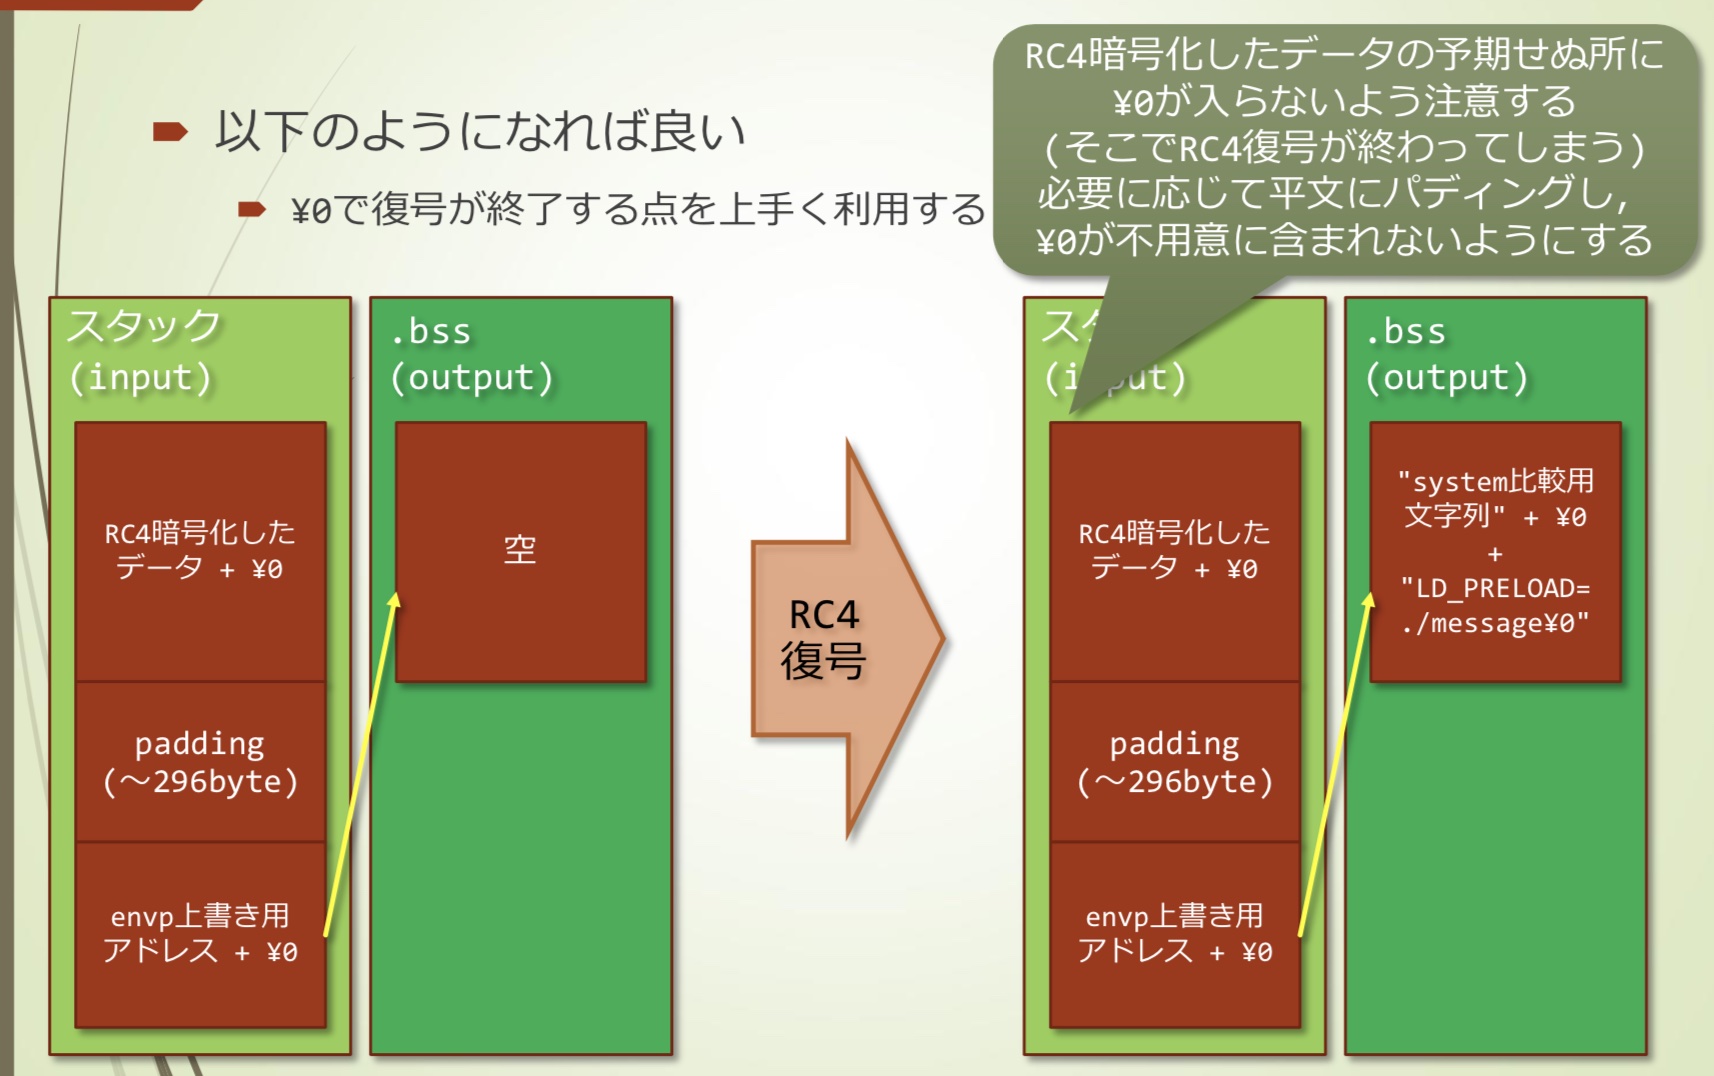 以下のようになれば良い
¥0で復号が終了する点を上手く利用する
RC4暗号化したデータの予期せぬ所に
¥0が入らないよう注意する
(そこでRC4復号が終わってしまう)
必要に応じて平文にパディングし,
¥0が不用意に含まれないようにする
スタック
(input)
RC4暗号化した
データ + ¥0
padding
(～296byte)
envp上書き用
アドレス + ¥0
.bss
(output)
空
RC4
復号
ス
(input)
RC4暗号化した
データ + ¥0
padding
(～296byte)
envp上書き用
アドレス + ¥0
.bss
(output)
"system比較用
文字列" + ¥0
+
"LD_PRELOAD=
./message¥0"